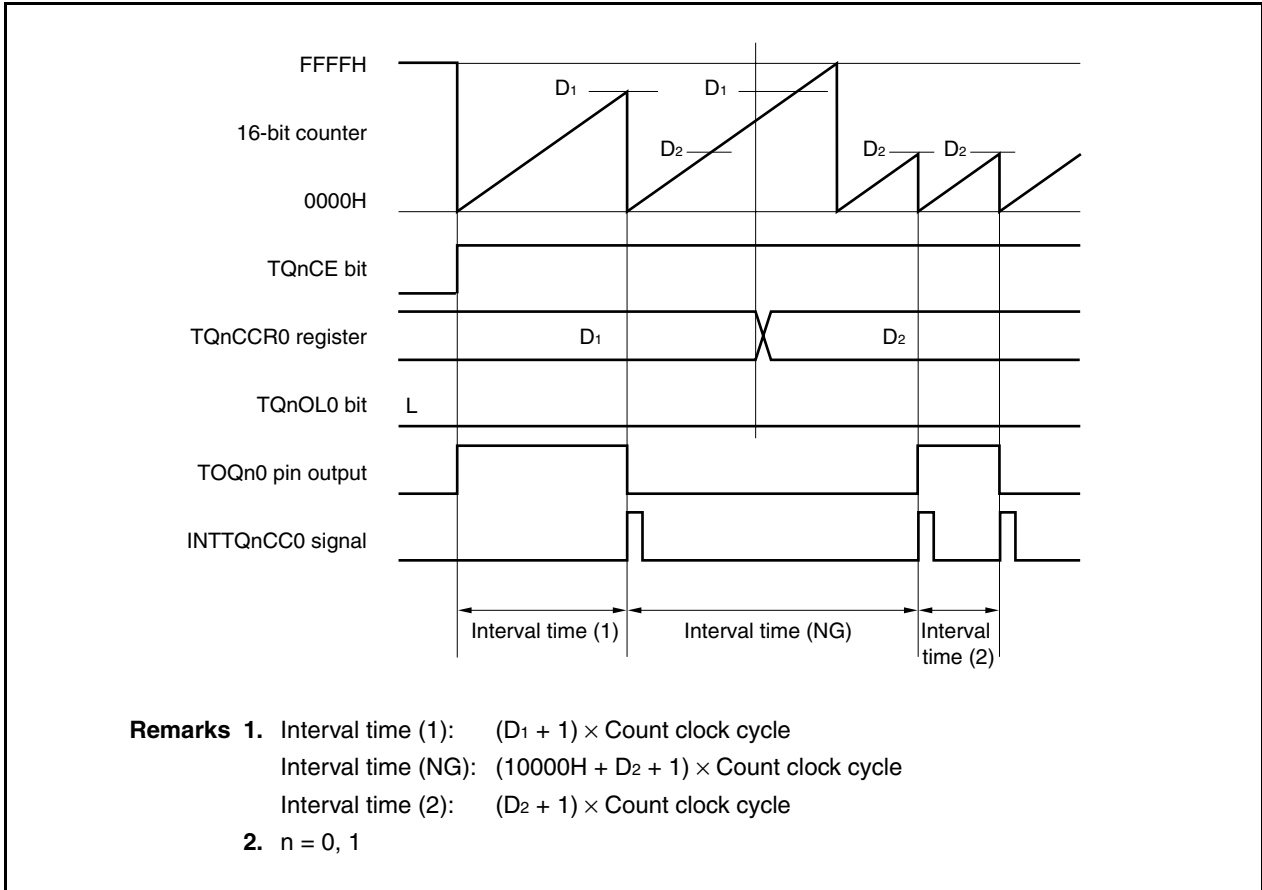 FFFFH
D1
D1
16-bit counter
D2
D2
D2
0000H
TQnCE bit
TQnCCR0 register
D1
D2
TQnOL0 bit
L
TOQn0 pin output
INTTQnCC0 signal
Interval time (1)
Interval time (NG)
Interval
time (2)
Remarks 1. Interval time (1): (D1 + 1) × Count clock cycle
Interval time (NG): (10000H + D2 + 1) × Count clock cycle
Interval time (2): (D2 + 1) × Count clock cycle
2. n = 0, 1